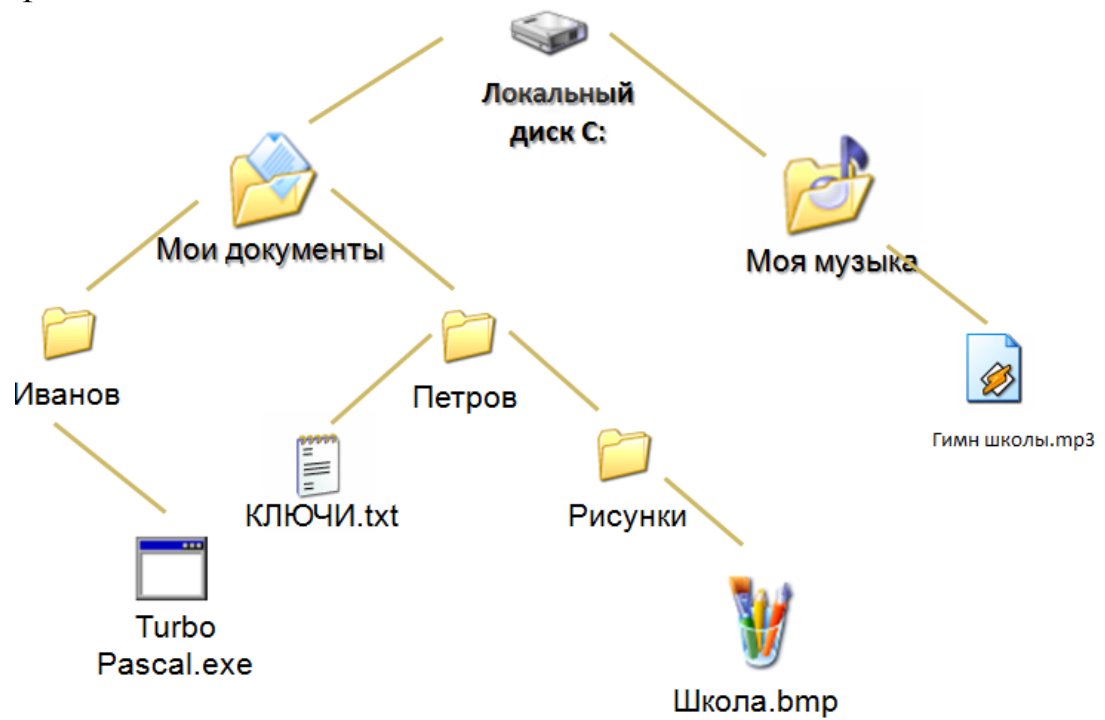 Локальный
диск C:
Мои документы
Моя музыка
Иванов
Петров
Гимн школы.mp3
КЛЮЧИ.txt
Рисунки
Turbo
Pascal.exe
Школа.bmp